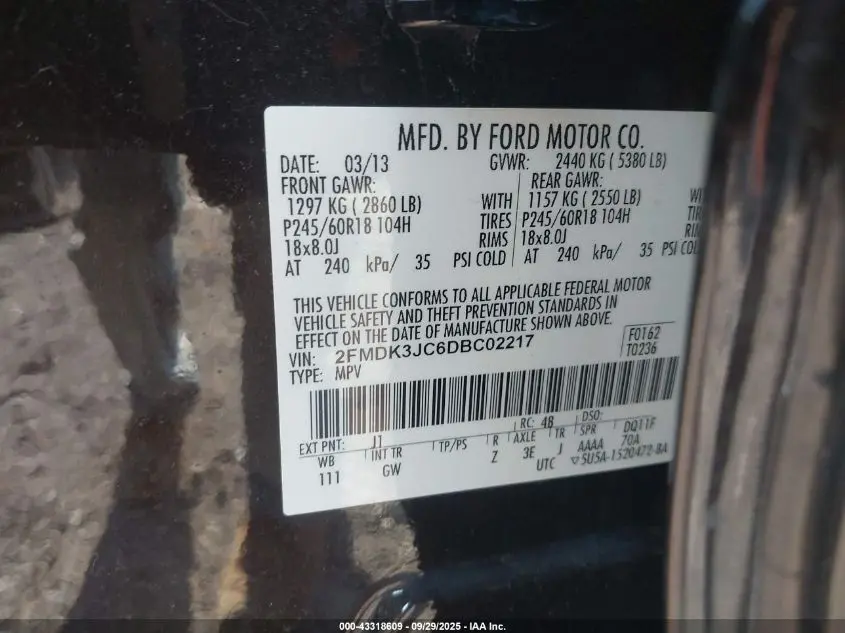 MFD. BY FORD MOTOR CO.
DATE: 03/13 GVWR: 2440 KG ( 5380 LB)
FRONT GAWR: REAR GAWR:
1297 KG ( 2860 LB) WITH 1157 KG ( 2550 LB) WITH
P245/60R18 104H TIRES P245/60R18 104H TIRE
18x8.0J RIMS 18x8.0J RIMS
AT 240 kPa/ 35 PSI COLD AT 240 kPa/ 35 PSI COL
THIS VEHICLE CONFORMS TO ALL APPLICABLE FEDERAL MOTOR
VEHICLE SAFETY AND THEFT PREVENTION STANDARDS IN
EFFECT ON THE DATE OF MANUFACTURE SHOWN ABOVE.
VIN: 2FMDK3JC6DBC02217 F0162
TYPE: MPV T0236
RC: 48 DSO:
EXT PNT: J1 R AXLE TR SPR DQ11F
WB INT TR TP/PS Z 3E J AAAA 70A
111 GW UTC ▽5U5A-1520472-BA
000-43318609 - 09/29/2025 - IAA Inc.